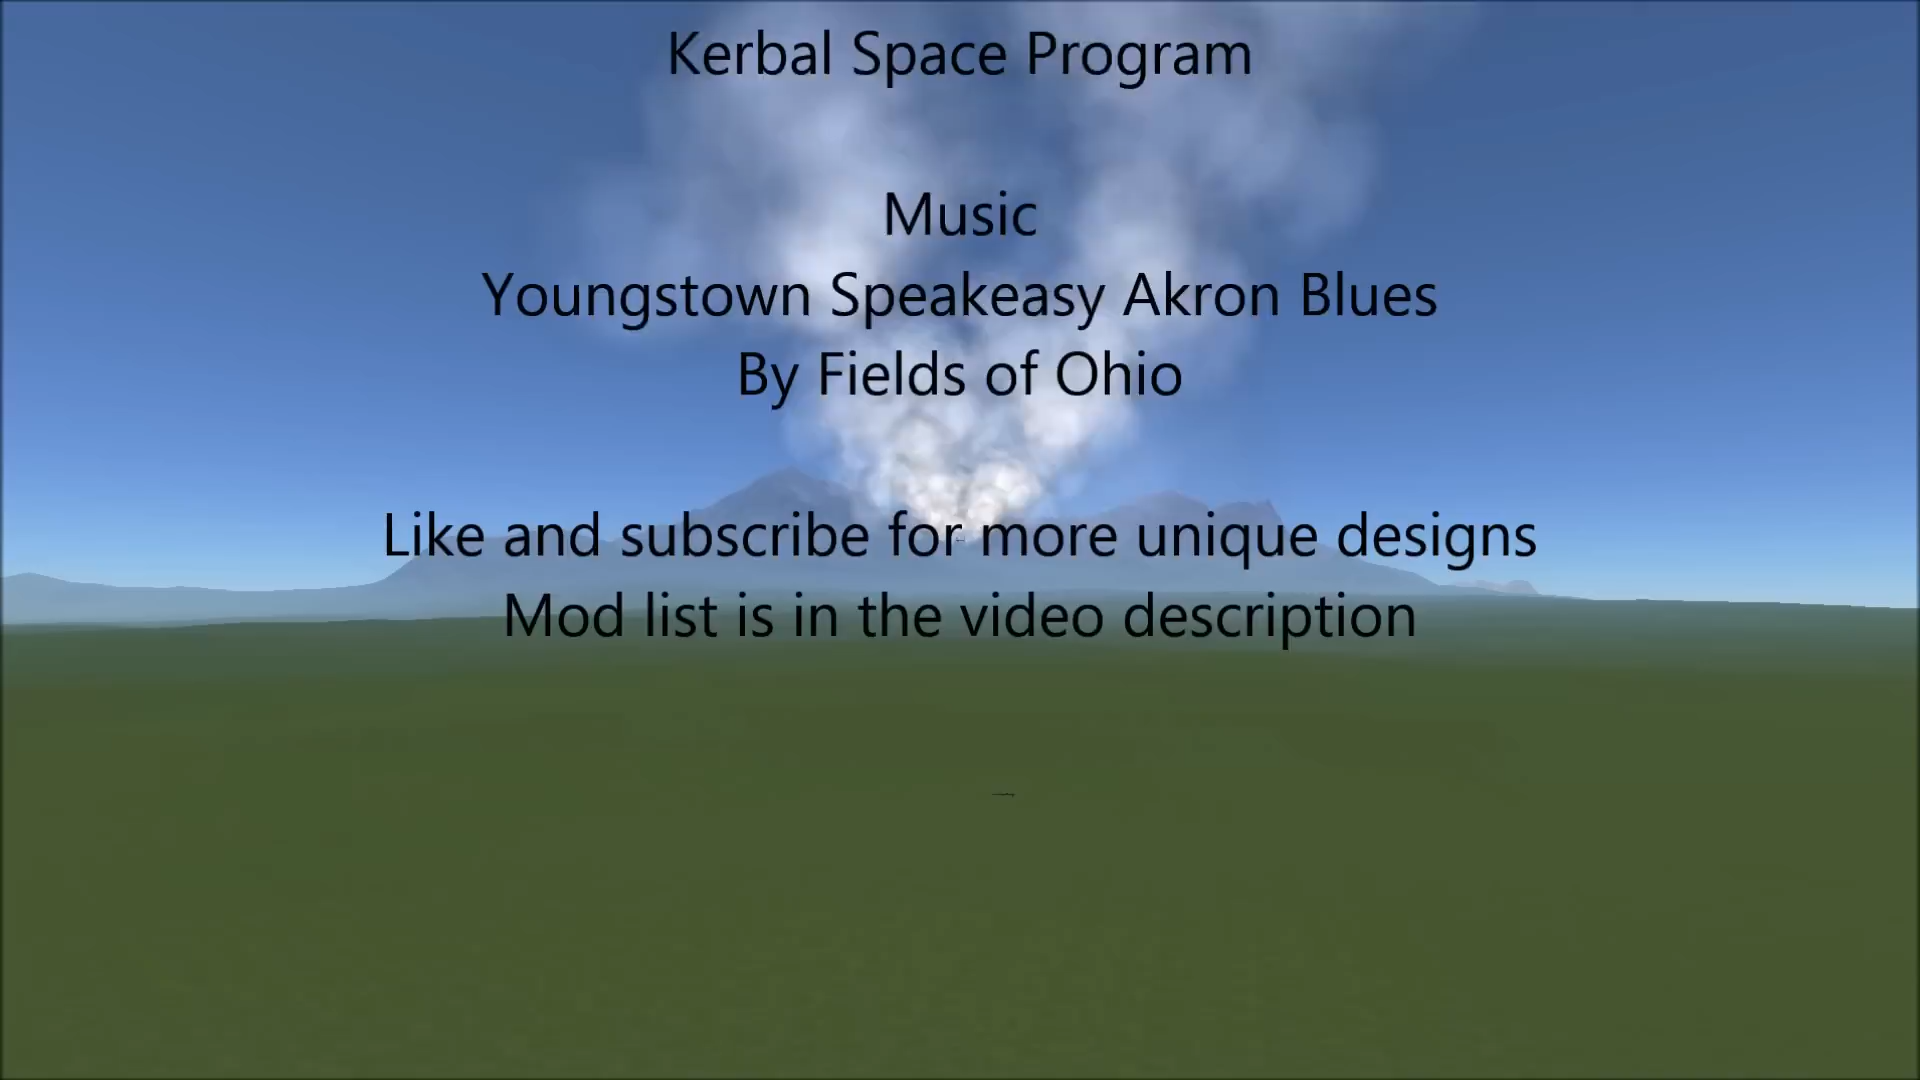 Kerbal Space Program
Music
Youngstown Speakeasy Akron Blues
By Fields of Ohio
Like and subscribe for more unique designs
Mod list is in the video description